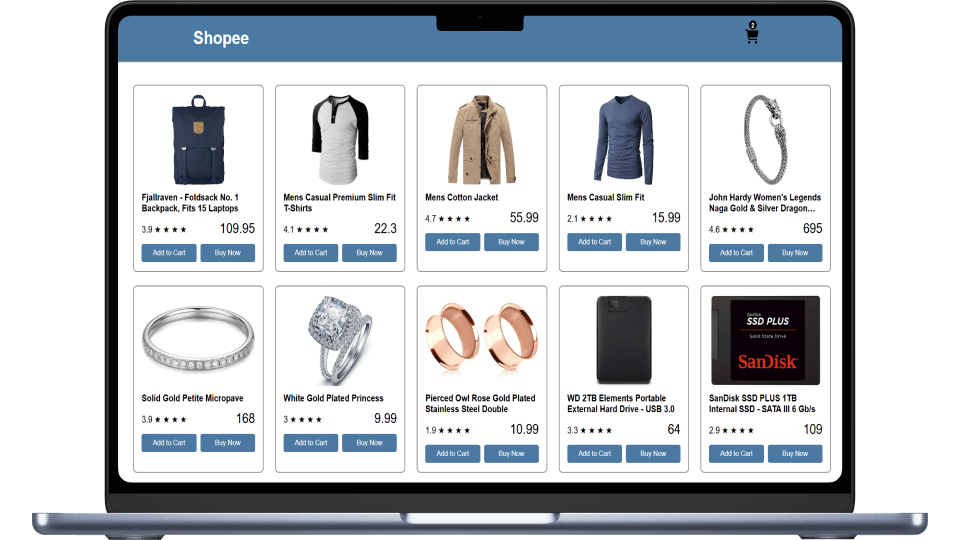 Shopee
2
Fjallraven - Foldsack No. 1
Backpack, Fits 15 Laptops
3.9 ★ ★ ★ ★ 109.95
Add to Cart Buy Now
Mens Casual Premium Slim Fit
T-Shirts
4.1 ★ ★ ★ ★ 22.3
Add to Cart Buy Now
Mens Cotton Jacket
4.7 ★ ★ ★ ★ 55.99
Add to Cart Buy Now
Mens Casual Slim Fit
2.1 ★ ★ ★ ★ 15.99
Add to Cart Buy Now
John Hardy Women's Legends
Naga Gold & Silver Dragon...
4.6 ★ ★ ★ ★ 695
Add to Cart Buy Now
Solid Gold Petite Micropave
3.9 ★ ★ ★ ★ 168
Add to Cart Buy Now
White Gold Plated Princess
3 ★ ★ ★ ★ 9.99
Add to Cart Buy Now
Pierced Owl Rose Gold Plated
Stainless Steel Double
1.9 ★ ★ ★ ★ 10.99
Add to Cart Buy Now
WD 2TB Elements Portable
External Hard Drive - USB 3.0
3.3 ★ ★ ★ ★ 64
Add to Cart Buy Now
SanDisk
SSD PLUS
Solid State Drive
SanDisk
SanDisk SSD PLUS 1TB
Internal SSD - SATA III 6 Gb/s
2.9 ★ ★ ★ ★ 109
Add to Cart Buy Now